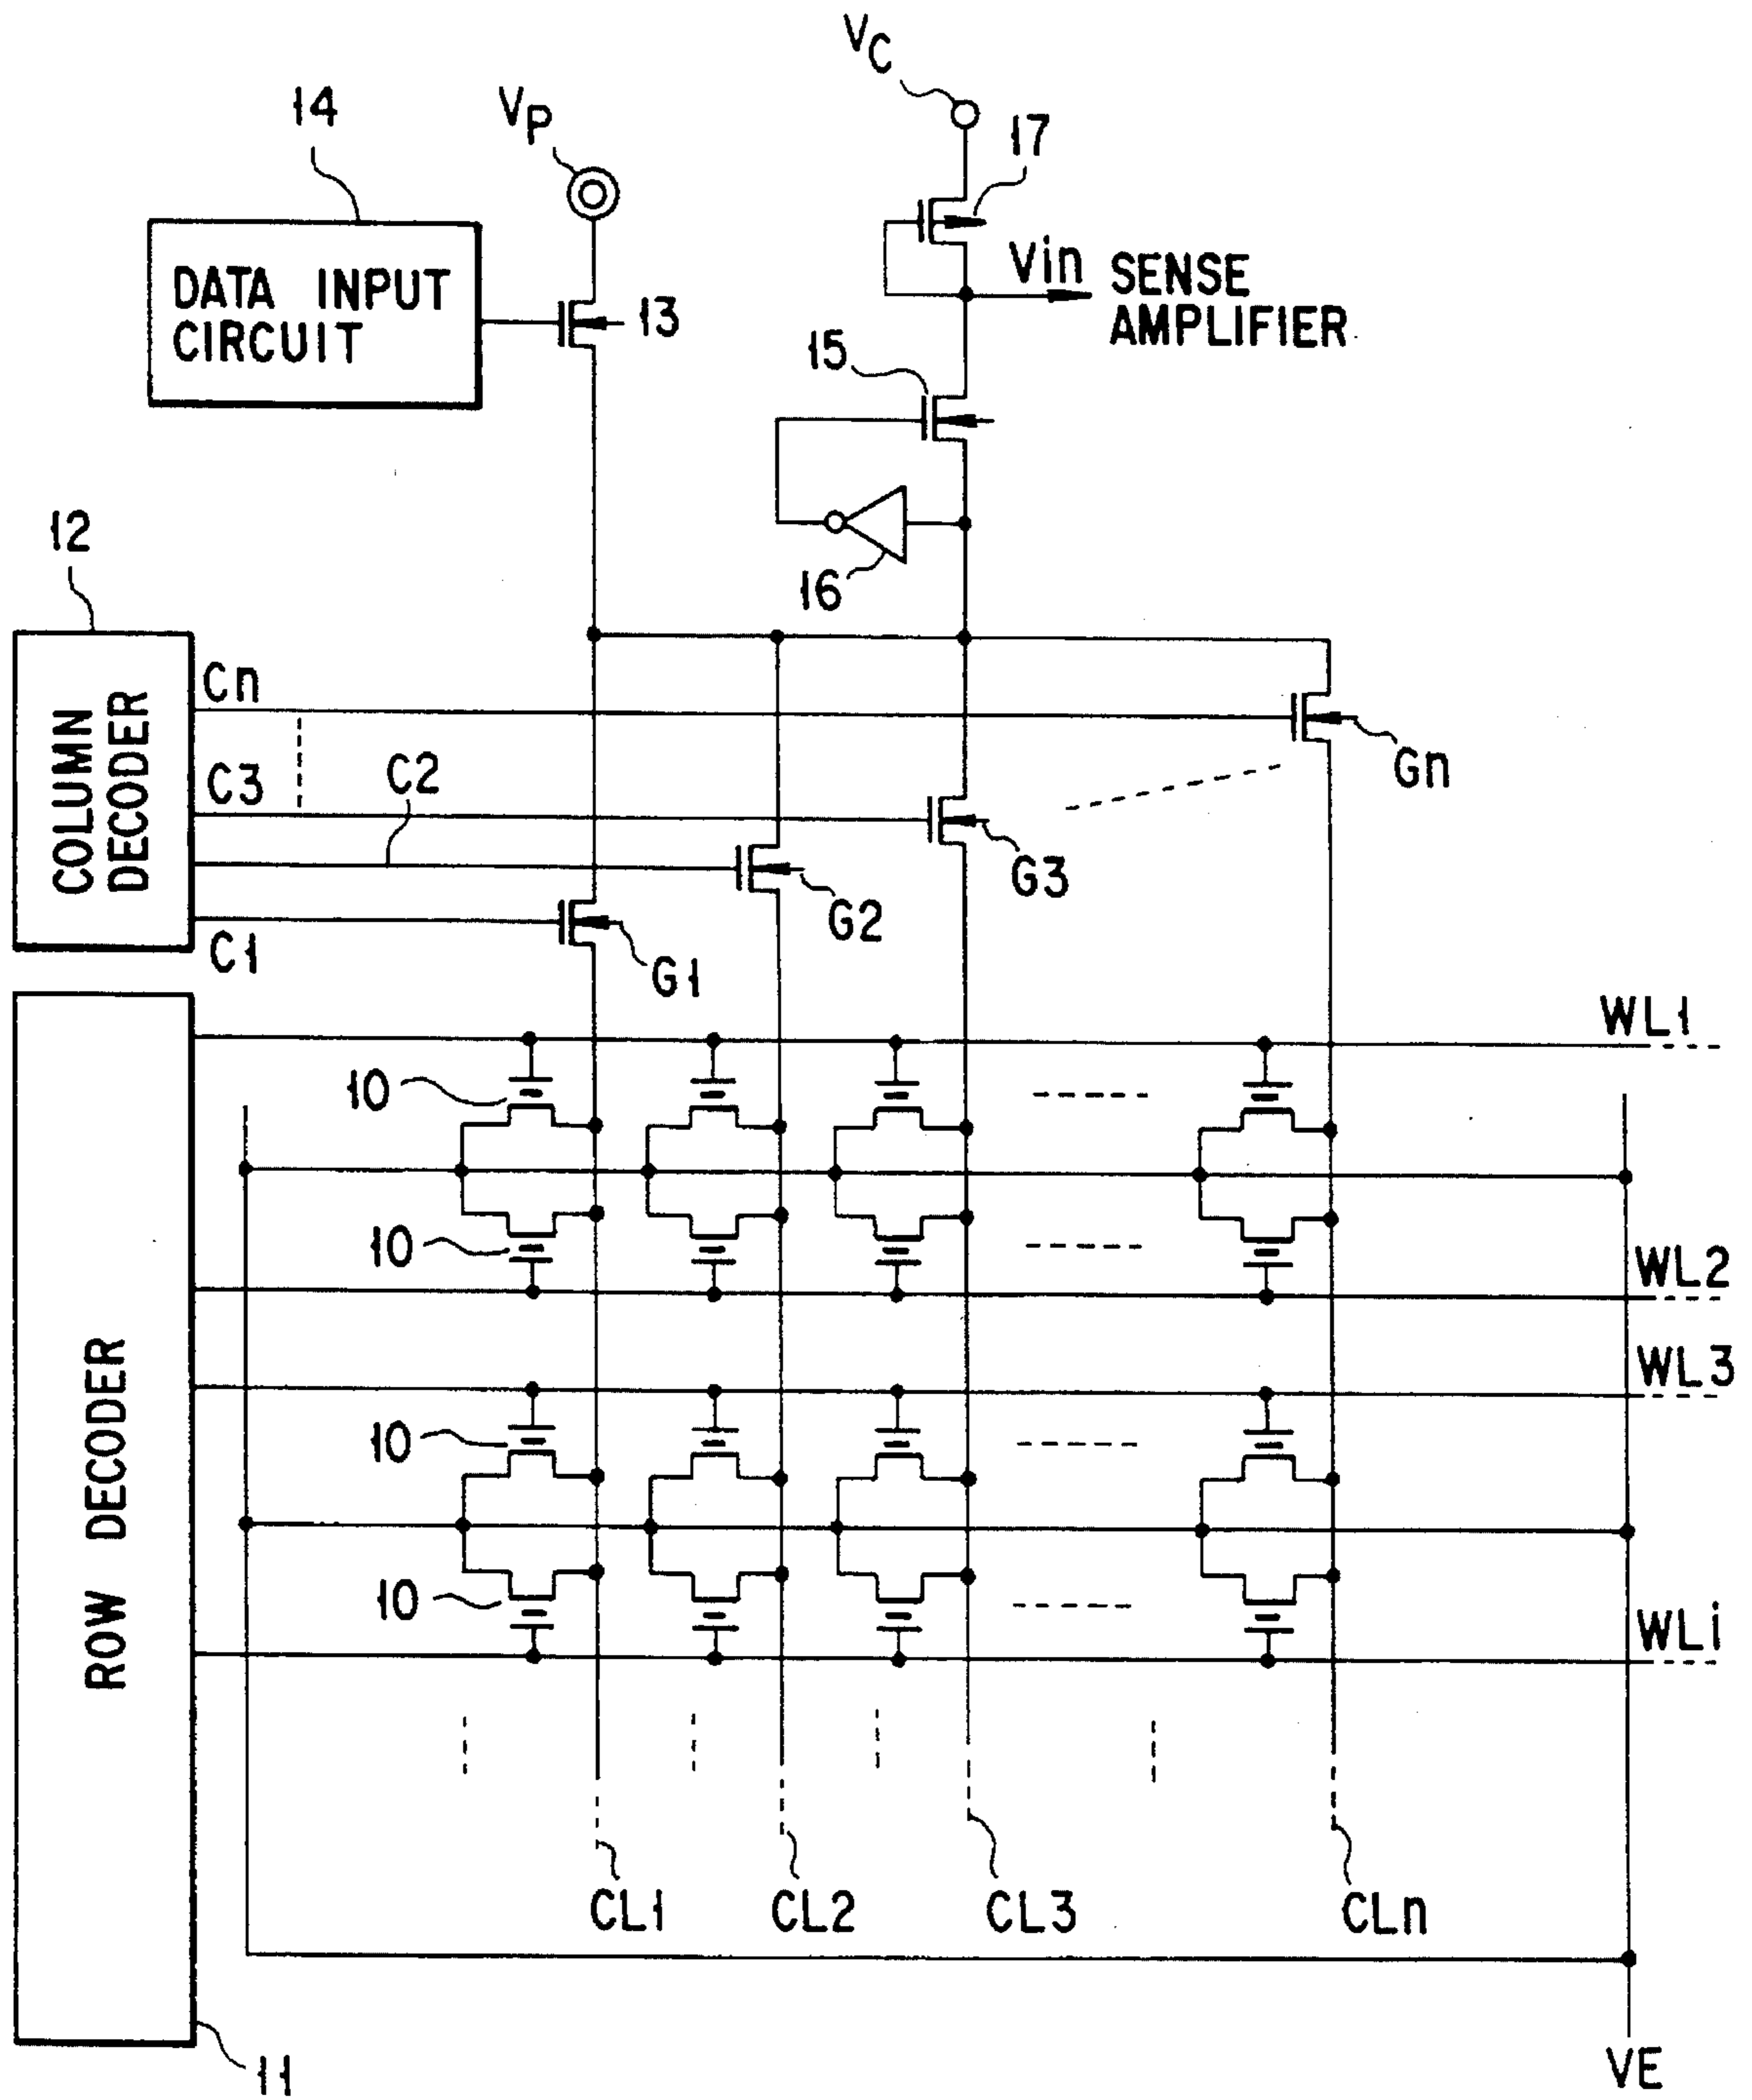 VC
14
VP
17
DATA INPUT
CIRCUIT
13
Vin
SENSE
AMPLIFIER
15
12
16
COLUMN
DECODER
Cn
C3
C2
C1
Gn
G3
G2
G1
WL1
10
10
WL2
WL3
10
10
WLi
ROW DECODER
CL1
CL2
CL3
CLn
11
VE